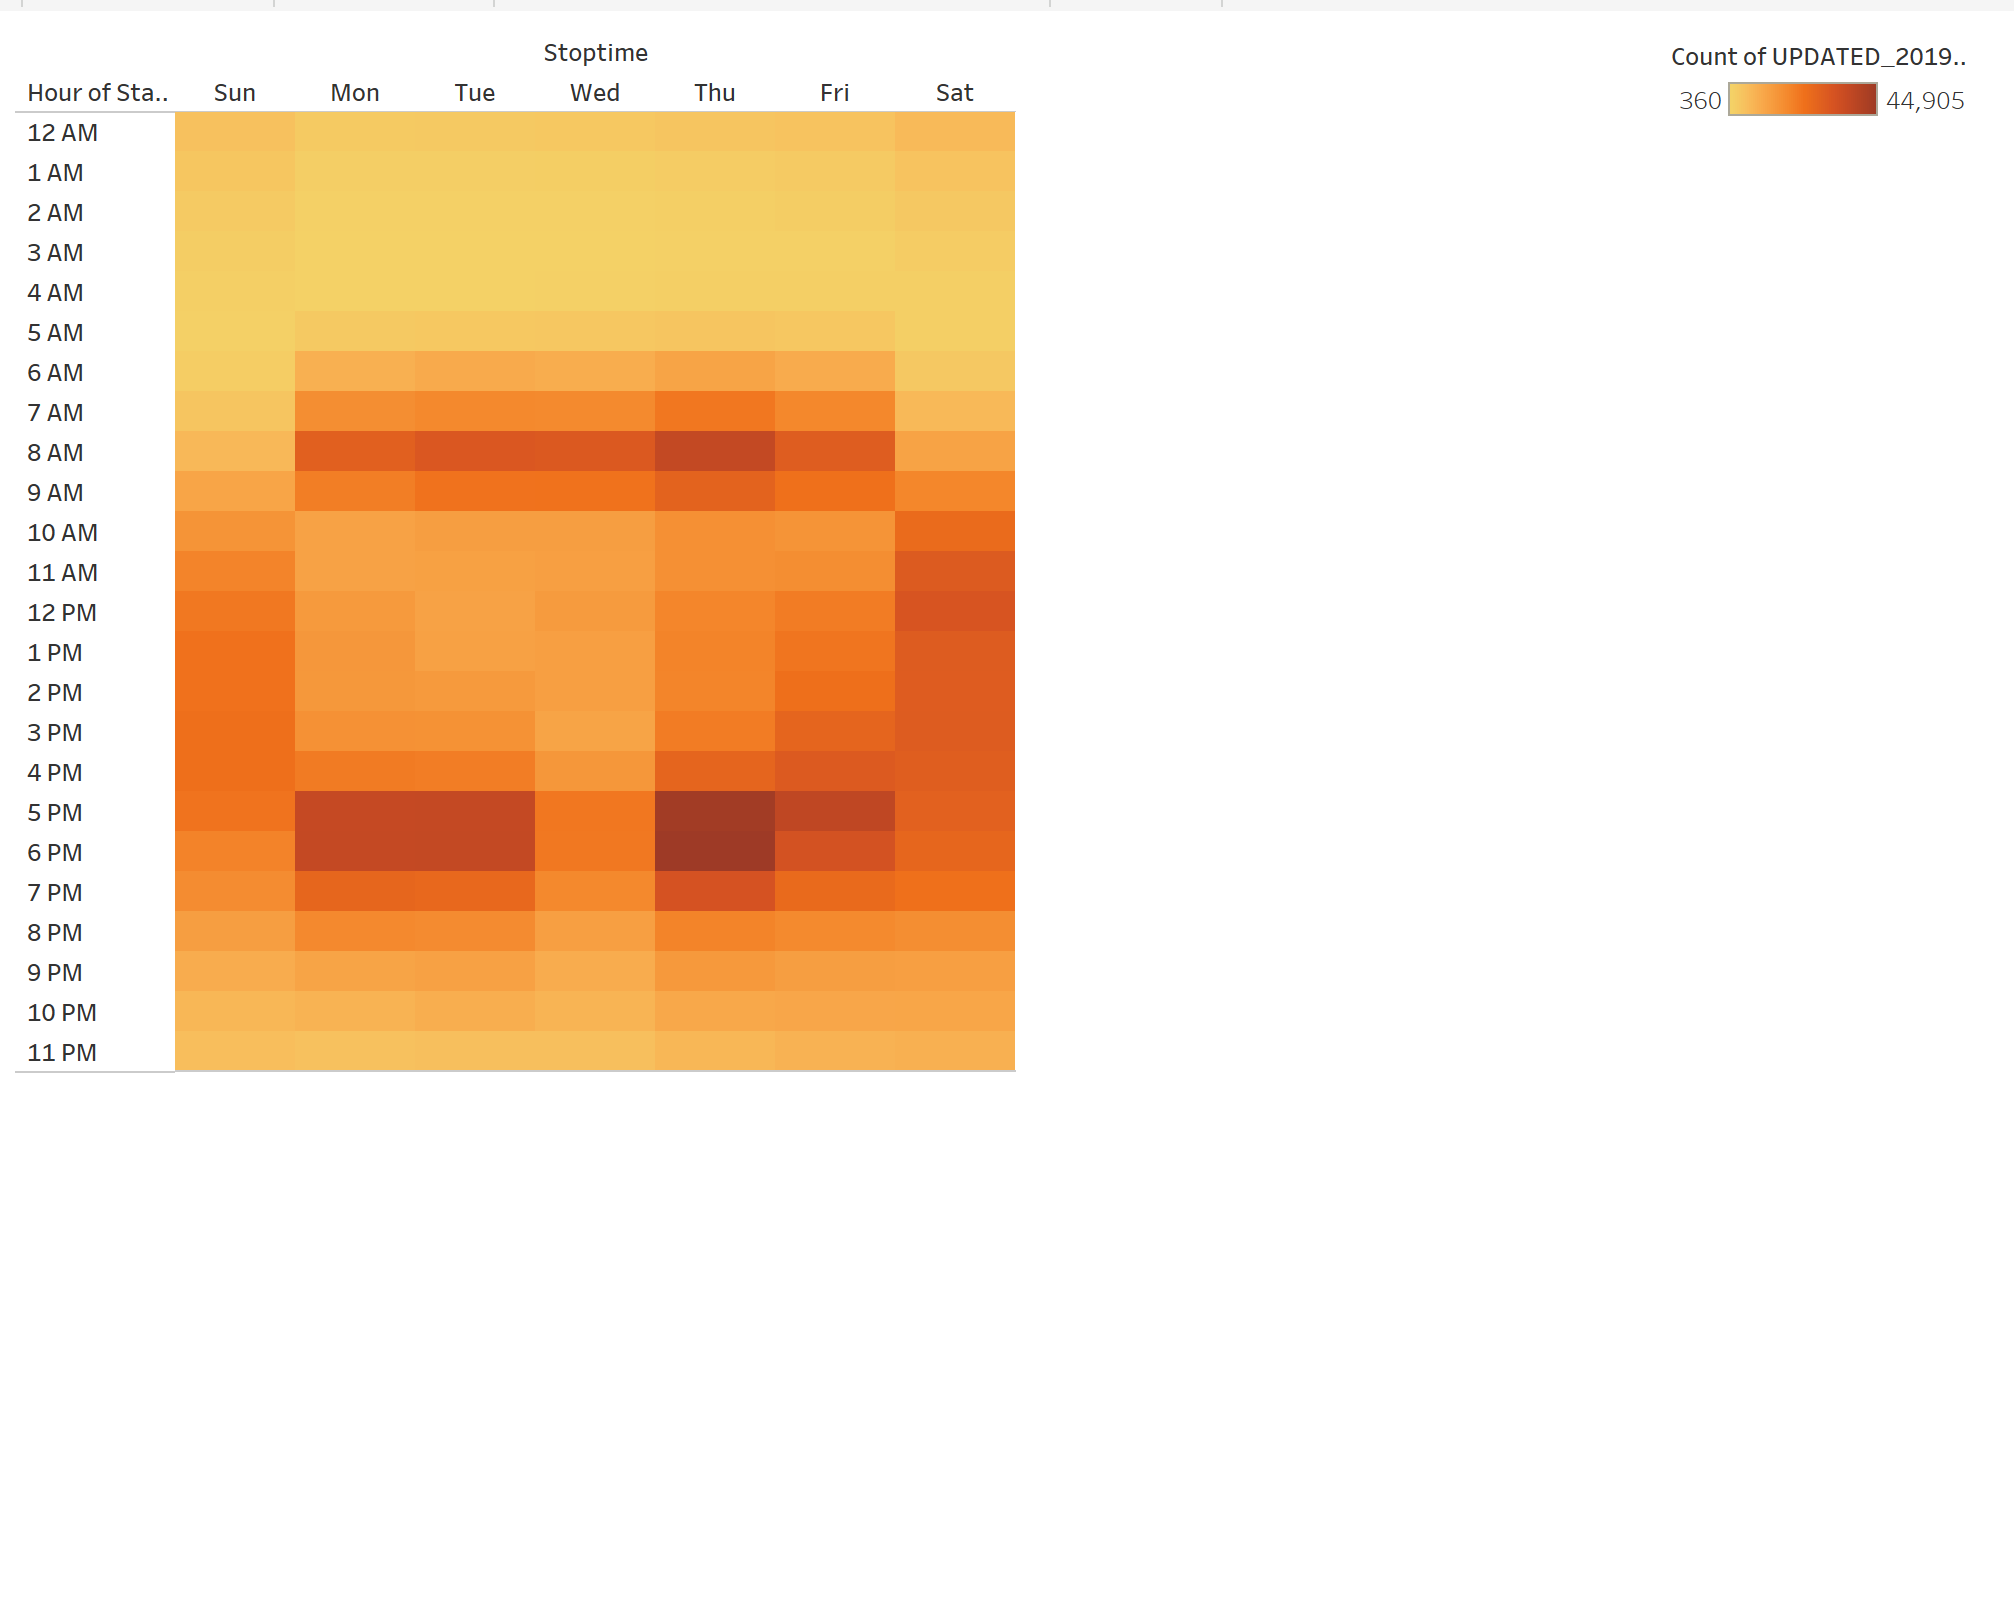 Stoptime
Count of UPDATED_2019..
Hour of Sta.. Sun Mon Tue Wed Thu Fri Sat
360 44,905
12 AM
1 AM
2 AM
3 AM
4 AM
5 AM
6 AM
7 AM
8 AM
9 AM
10 AM
11 AM
12 PM
1 PM
2 PM
3 PM
4 PM
5 PM
6 PM
7 PM
8 PM
9 PM
10 PM
11 PM